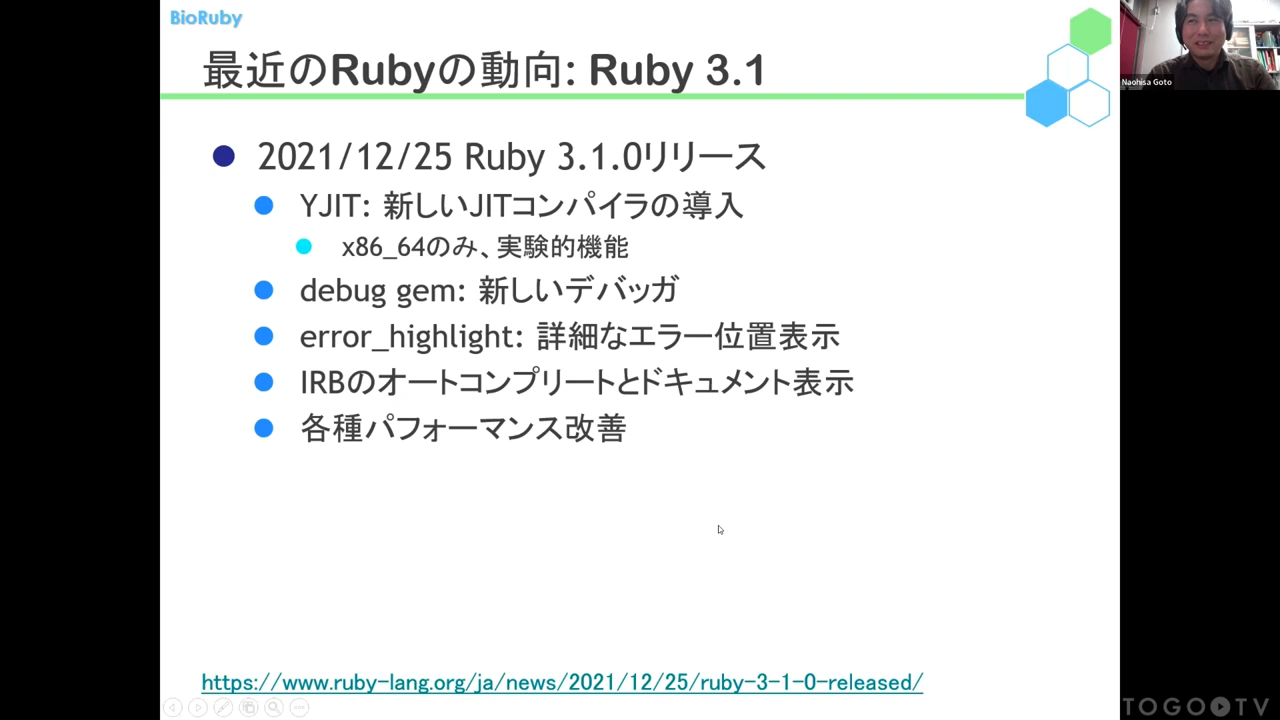 BioRuby
最近のRubyの動向: Ruby 3.1
2021/12/25 Ruby 3.1.0リリース
YJIT: 新しいJITコンパイラの導入
x86_64のみ、実験的機能
debug gem: 新しいデバッガ
error_highlight: 詳細なエラー位置表示
IRBのオートコンプリートとドキュメント表示
各種パフォーマンス改善
https://www.ruby-lang.org/ja/news/2021/12/25/ruby-3-1-0-released/
Naohisa Goto
TOGO TV